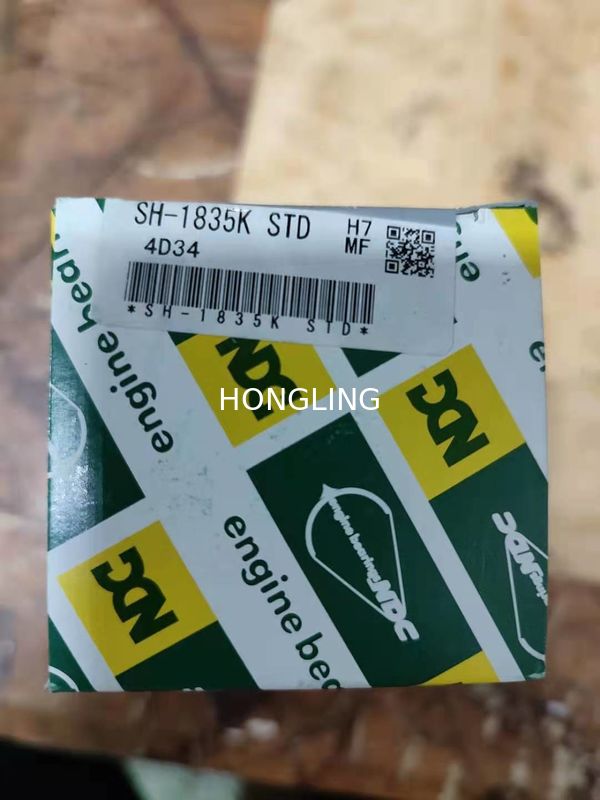 SH-1835K STD
H7
4D34
MF
*SH-1835K STD*
engine bear
NDC
HONGLING
NDC
engine bearing
NDC
NDC
NDC
engine bea